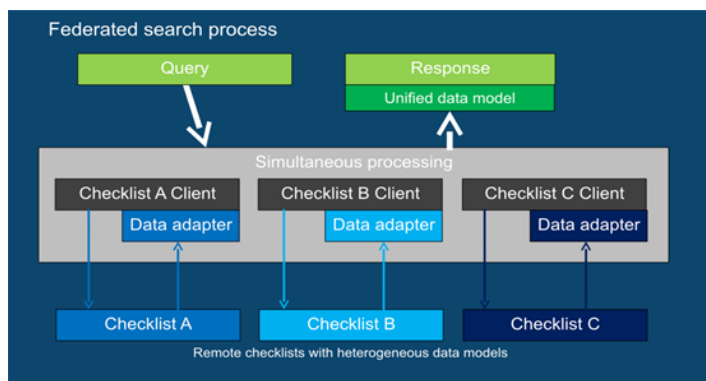 Federated search process
Query
Response
Unified data model
Simultaneous processing
Checklist A Client
Checklist B Client
Checklist C Client
Data adapter
Data adapter
Data adapter
Checklist A
Checklist B
Checklist C
Remote checklists with heterogeneous data models